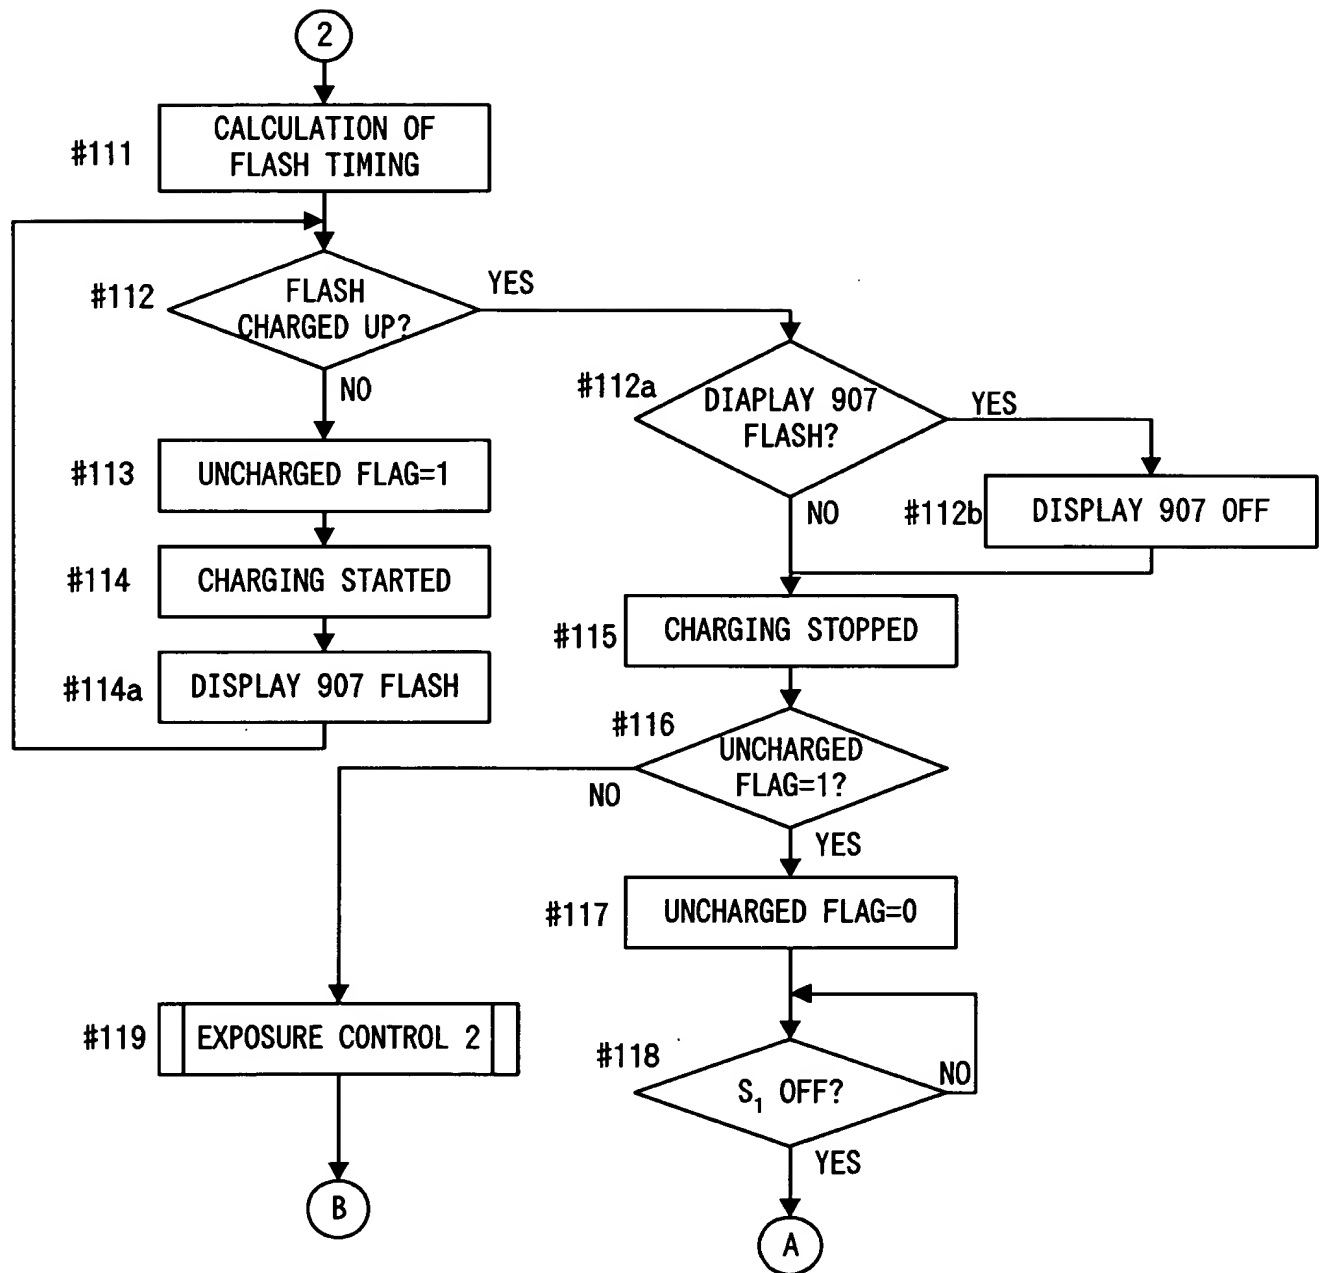 2
#111
CALCULATION OF
FLASH TIMING
#112
FLASH
CHARGED UP?
YES
NO
#112a
DIAPLAY 907
FLASH?
YES
NO
#112b
DISPLAY 907 OFF
#113
UNCHARGED FLAG=1
#114
CHARGING STARTED
#114a
DISPLAY 907 FLASH
#115
CHARGING STOPPED
#116
UNCHARGED
FLAG=1?
NO
YES
#117
UNCHARGED FLAG=0
#119
EXPOSURE CONTROL 2
#118
S₁ OFF?
NO
YES
B
A